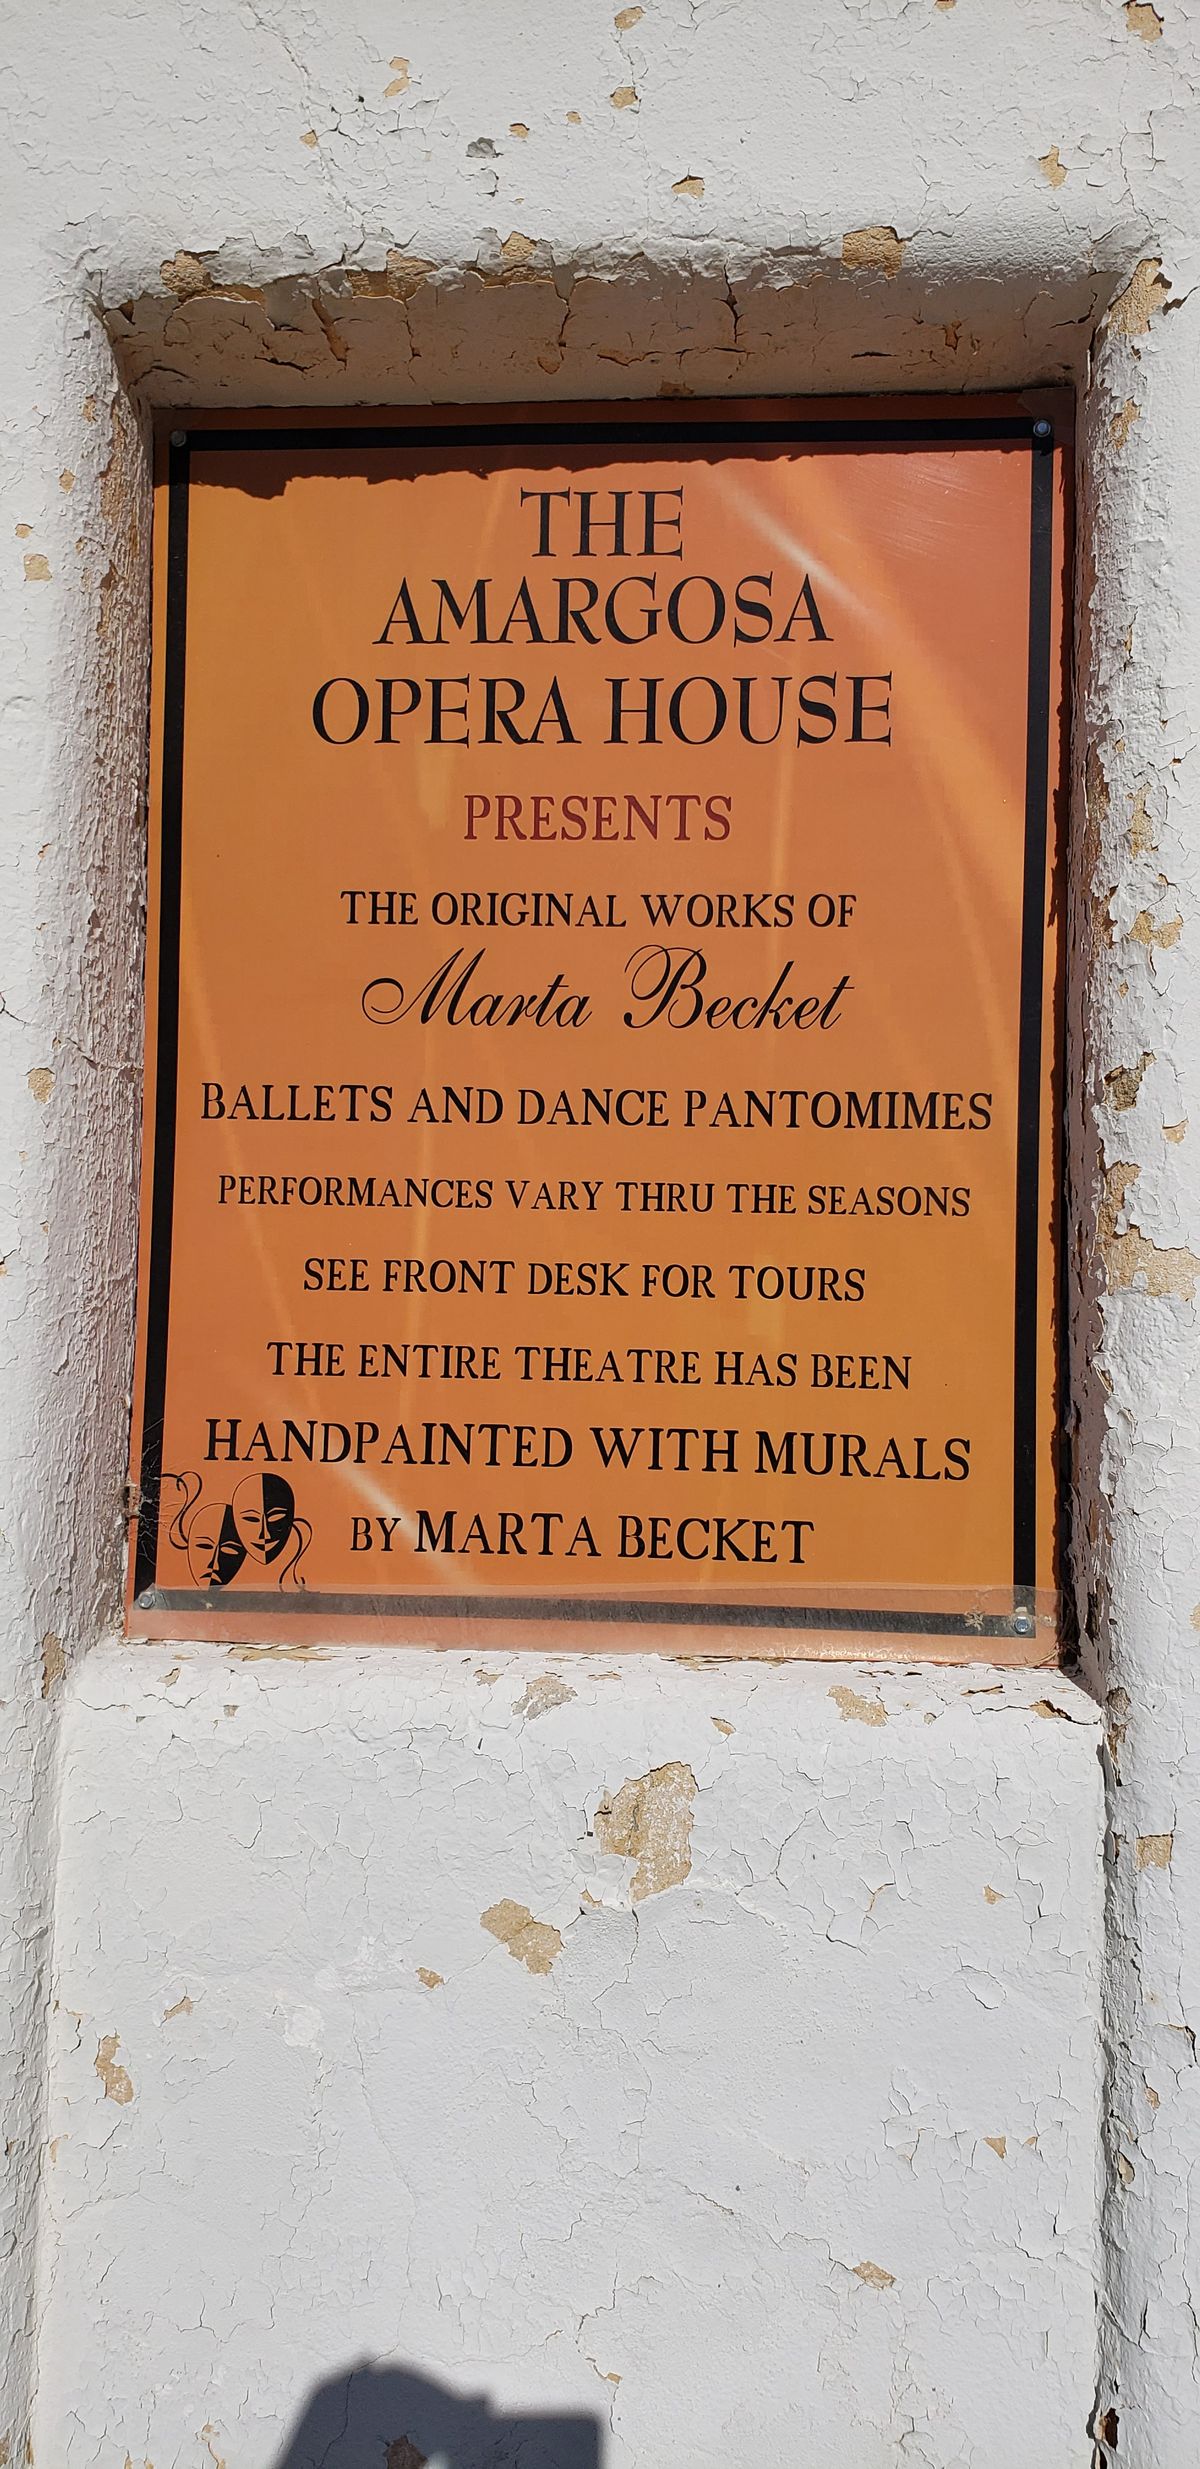 THE
AMARGOSA
OPERA HOUSE
PRESENTS
THE ORIGINAL WORKS OF
Marta Becket
BALLETS AND DANCE PANTOMIMES
PERFORMANCES VARY THRU THE SEASONS
SEE FRONT DESK FOR TOURS
THE ENTIRE THEATRE HAS BEEN
HANDPAINTED WITH MURALS
BY MARTA BECKET